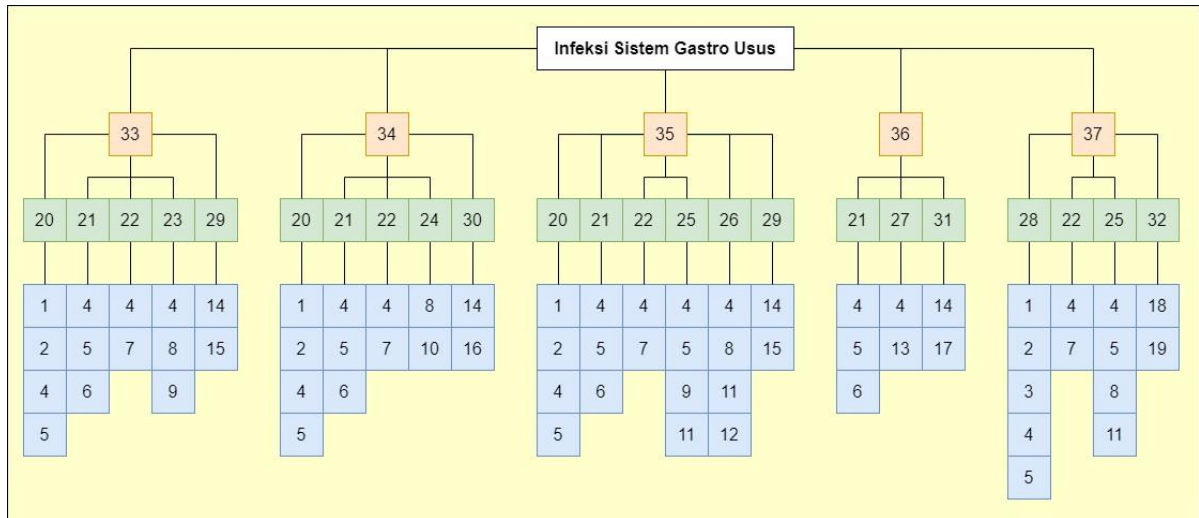 Infeksi Sistem Gastro Usus
33 34 35 36 37
20 21 22 23 29 20 21 22 24 30 20 21 22 25 26 29 21 27 31 28 22 25 32
1 4 4 4 14 1 4 4 8 14 1 4 4 4 4 14 4 4 14 1 4 4 18
2 5 7 8 15 2 5 7 10 16 2 5 7 5 8 15 5 13 17 2 7 5 19
4 6 9 4 6 4 6 9 11 6 3 8
5 5 5 11 12 4 11
5